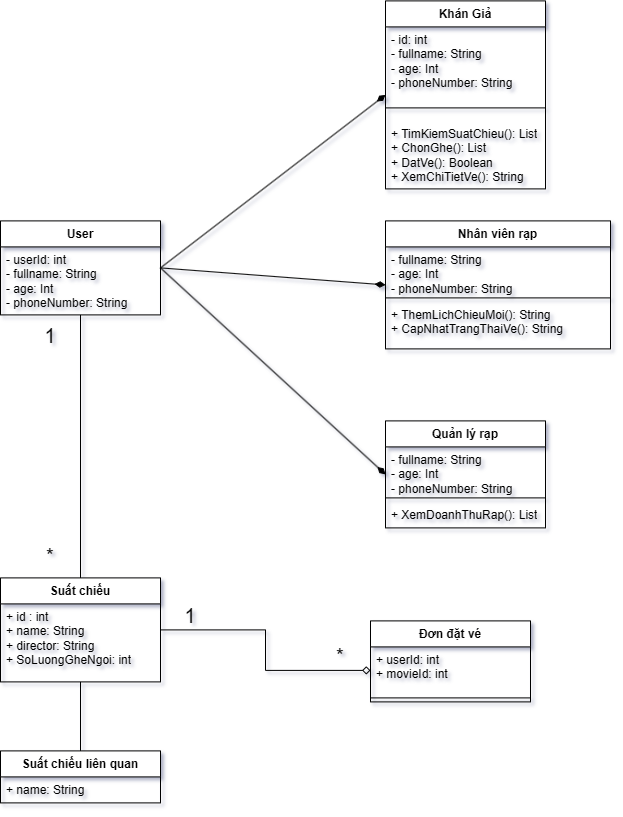 Khán Giả
- id: int
- fullname: String
- age: Int
- phoneNumber: String
+ TimKiemSuatChieu(): List
+ ChonGhe(): List
+ DatVe(): Boolean
+ XemChiTietVe(): String
User
- userId: int
- fullname: String
- age: Int
- phoneNumber: String
Nhân viên rạp
- fullname: String
- age: Int
- phoneNumber: String
+ ThemLichChieuMoi(): String
+ CapNhatTrangThaiVe(): String
1
Quản lý rạp
- fullname: String
- age: Int
- phoneNumber: String
+ XemDoanhThuRap(): List
*
Suất chiếu
+ id : int
+ name: String
+ director: String
+ SoLuongGheNgoi: int
1
*
Đơn đặt vé
+ userId: int
+ movieId: int
Suất chiếu liên quan
+ name: String